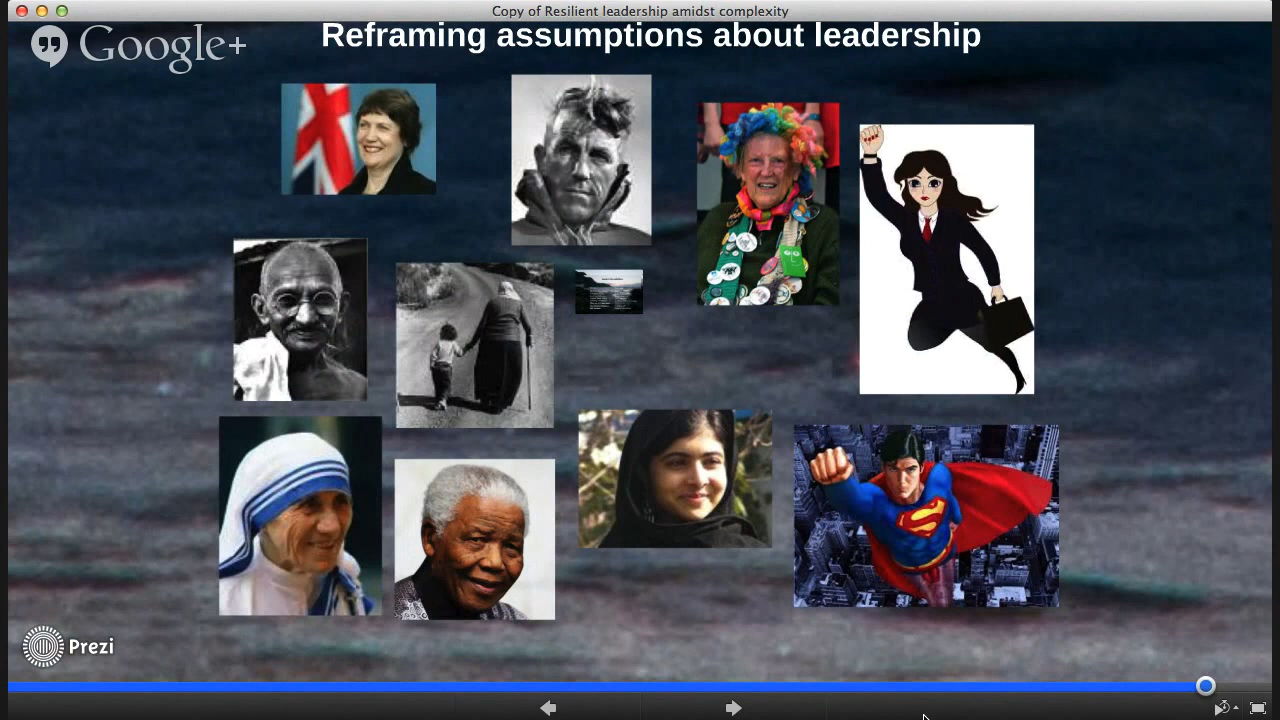 Copy of Resilient leadership amidst complexity
Google+
Reframing assumptions about leadership
Prezi